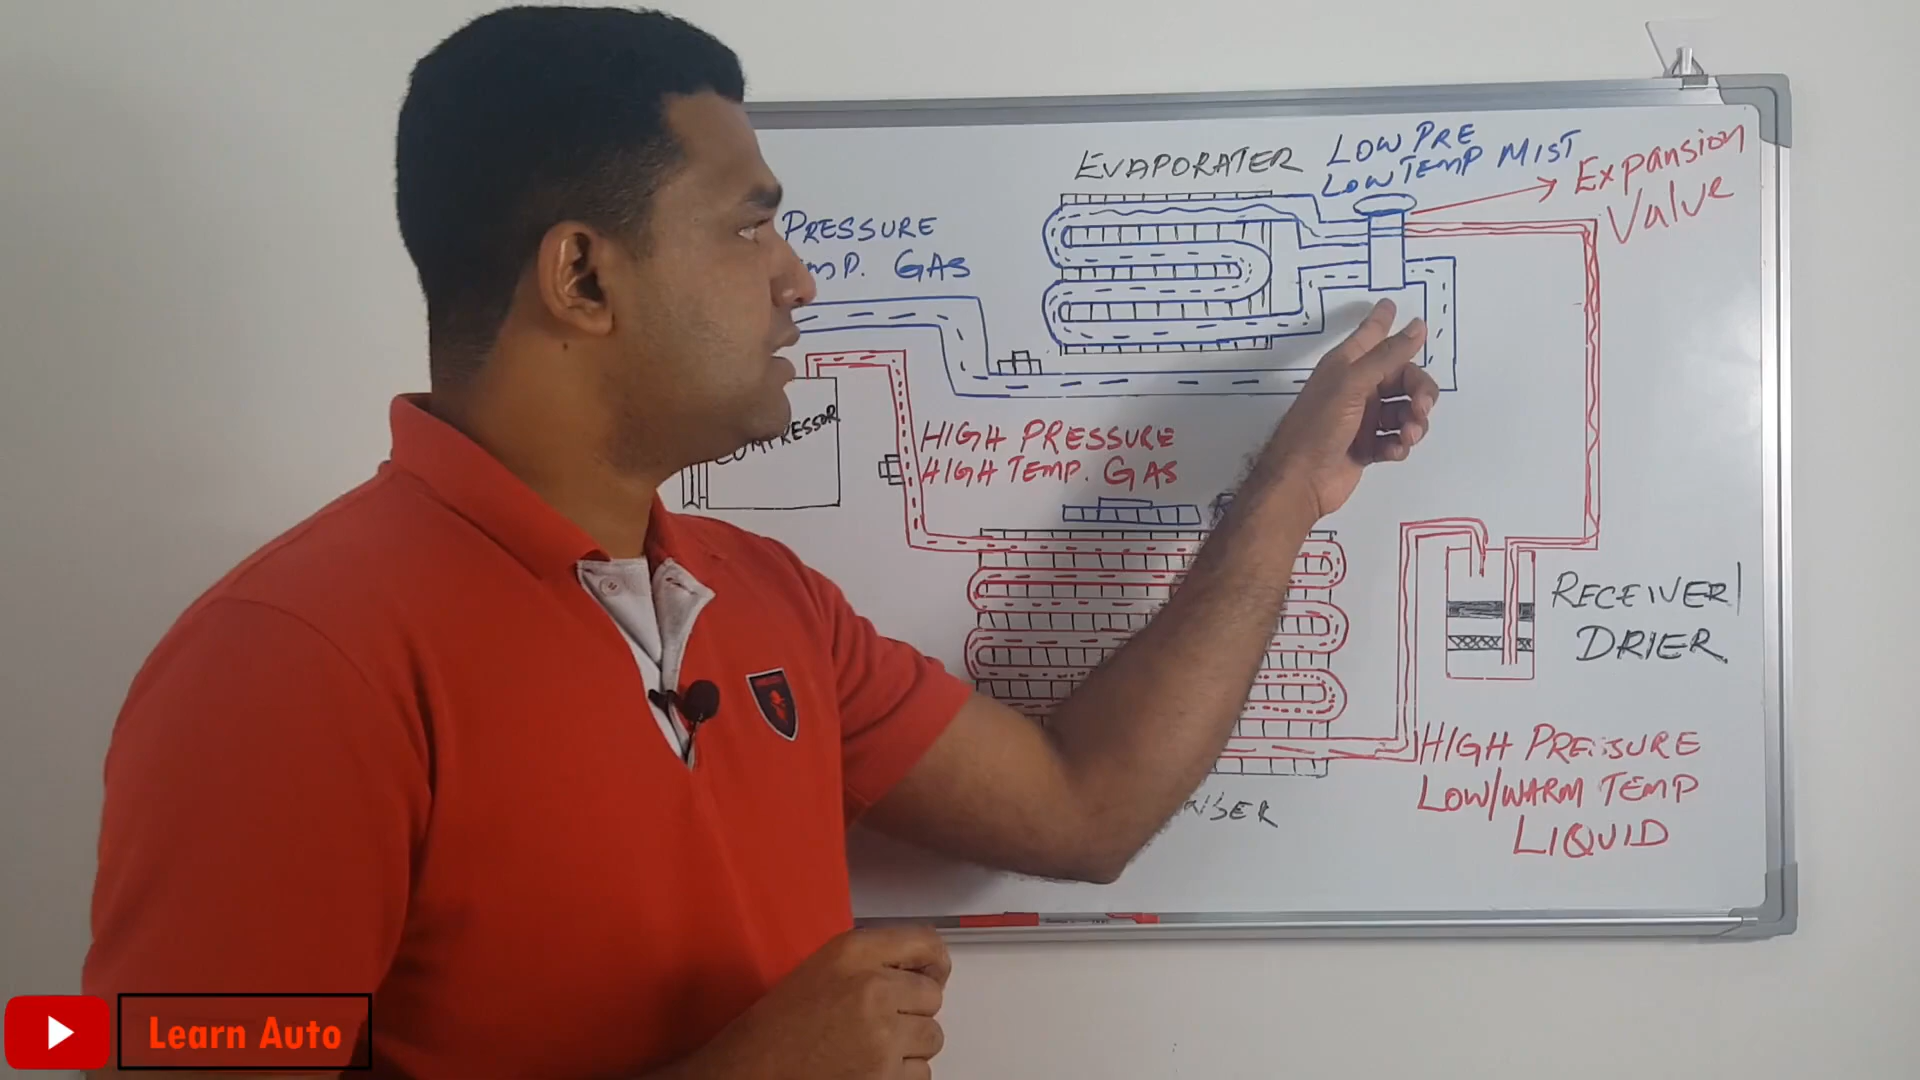 EVAPORATER
LOW PRE
LOW TEMP MIST
Expansion
Valve
PRESSURE
GAS
COMPRESSOR
HIGH PRESSURE
HIGH TEMP. GAS
RECEIVER/
DRIER
HIGH PRESSURE
LOW/WARM TEMP
LIQUID
Learn Auto